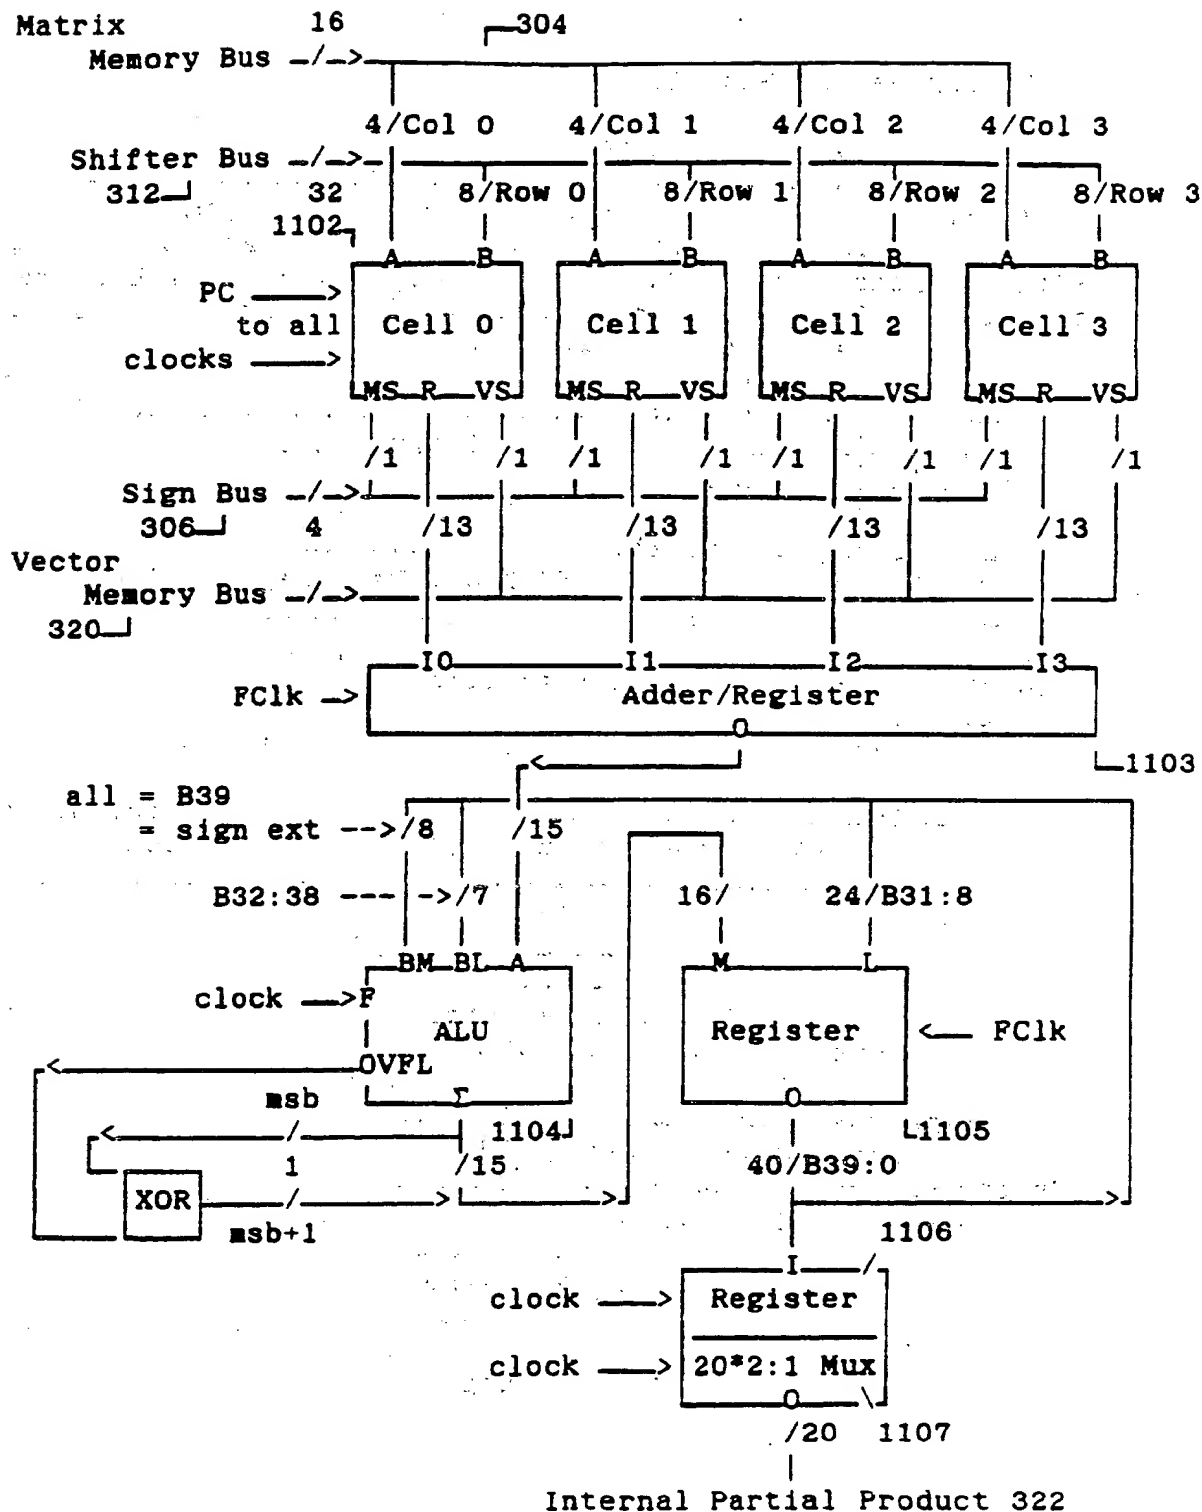 Matrix 16 304
Memory Bus
4/Col 0 4/Col 1 4/Col 2 4/Col 3
Shifter Bus
312 32 8/Row 0 8/Row 1 8/Row 2 8/Row 3
1102
A B A B A B A B
PC
to all Cell 0 Cell 1 Cell 2 Cell 3
clocks
MS R VS MS R VS MS R VS MS R VS
/1 /1 /1 /1 /1 /1 /1 /1
Sign Bus
306 4 /13 /13 /13 /13
Vector
Memory Bus
320
I0 I1 I2 I3
FClk Adder/Register
O
1103
all = B39
= sign ext --> /8 /15
B32:38 --- -> /7 16/ 24/B31:8
BM BL A M L
clock F
ALU Register FClk
OVFL
msb Σ O
1104 1105
1 /15 40/B39:0
XOR
msb+1 1106
I
clock Register
clock 20*2:1 Mux
O
/20 1107
Internal Partial Product 322